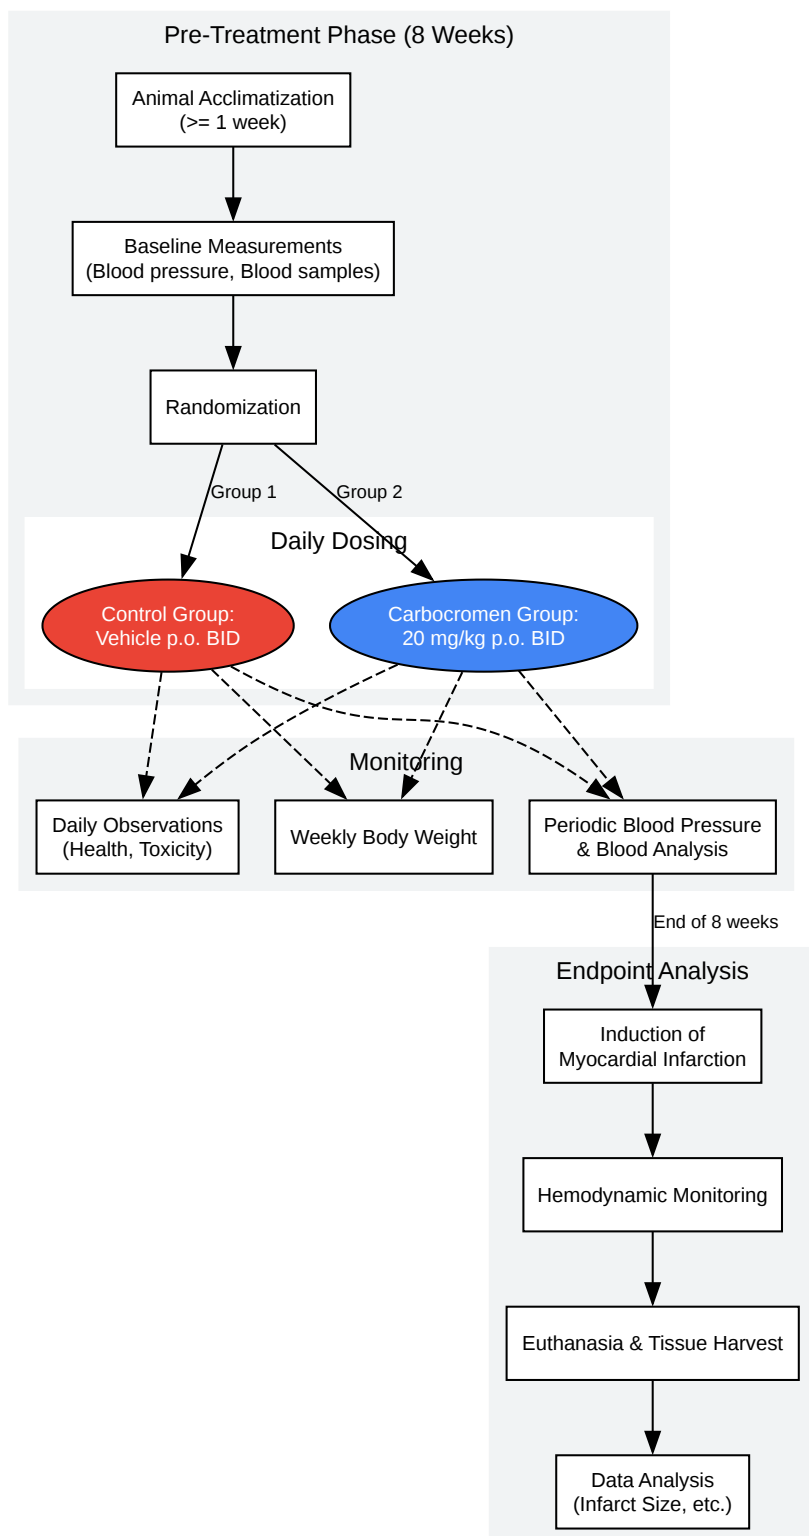 Pre-Treatment Phase (8 Weeks)
Animal Acclimatization
(>= 1 week)
Baseline Measurements
(Blood pressure, Blood samples)
Randomization
Group 1
Group 2
Daily Dosing
Control Group:
Vehicle p.o. BID
Carbocromen Group:
20 mg/kg p.o. BID
Monitoring
Daily Observations
(Health, Toxicity)
Weekly Body Weight
Periodic Blood Pressure
& Blood Analysis
End of 8 weeks
Endpoint Analysis
Induction of
Myocardial Infarction
Hemodynamic Monitoring
Euthanasia & Tissue Harvest
Data Analysis
(Infarct Size, etc.)